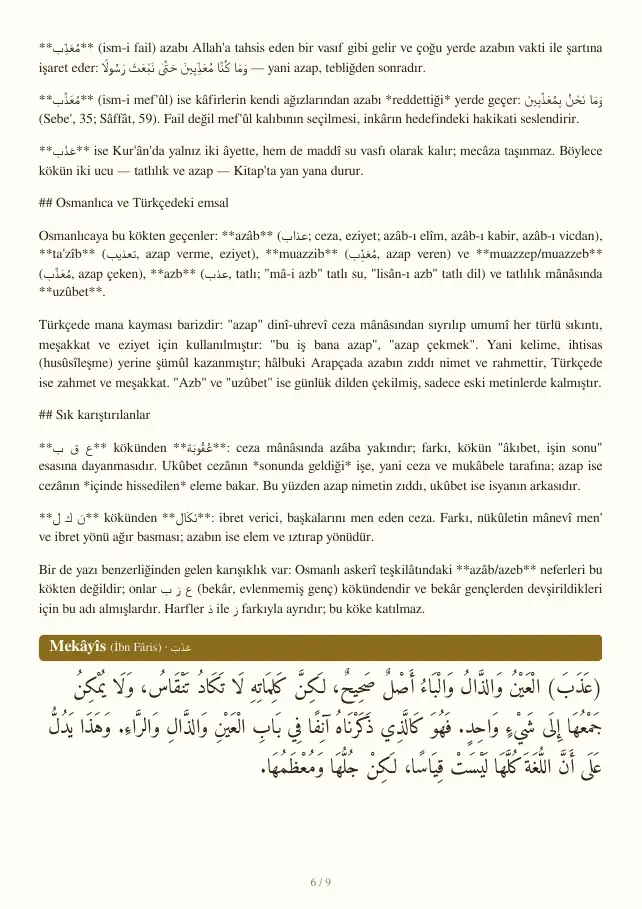 **مُعَذِّب** (ism-i fail) azabı Allah'a tahsis eden bir vasıf gibi gelir ve çoğu yerde azabın vakti ile şartına
işaret eder: وَمَا كُنَّا مُعَذِّبِينَ حَتَّىٰ نَبْعَثَ رَسُولًا — yani azap, tebliğden sonradır.
**مُعَذَّب** (ism-i mef'ûl) ise kâfirlerin kendi ağızlarından azabı *reddettiği* yerde geçer: وَمَا نَحْنُ بِمُعَذَّبِينَ
(Sebe', 35; Sâffât, 59). Fail değil mef'ûl kalıbının seçilmesi, inkârın hedefindeki hakikati seslendirir.
**عَذْب** ise Kur'ân'da yalnız iki âyette, hem de maddî su vasfı olarak kalır; mecâza taşınmaz. Böylece
kökün iki ucu — tatlılık ve azap — Kitap'ta yan yana durur.
## Osmanlıca ve Türkçedeki emsal
Osmanlıcaya bu kökten geçenler: **azâb** (عذاب; ceza, eziyet; azâb-ı elîm, azâb-ı kabir, azâb-ı vicdan),
**ta'zîb** (تعذيب, azap verme, eziyet), **muazzib** (مُعَذِّب, azap veren) ve **muazzep/muazzeb**
(مُعَذَّب, azap çeken), **azb** (عذب, tatlı; "mâ-i azb" tatlı su, "lisân-ı azb" tatlı dil) ve tatlılık mânâsında
**uzûbet**.
Türkçede mana kayması barizdir: "azap" dinî-uhrevî ceza mânâsından sıyrılıp umumî her türlü sıkıntı,
meşakkat ve eziyet için kullanılmıştır: "bu iş bana azap", "azap çekmek". Yani kelime, ihtisas
(husûsîleşme) yerine şümûl kazanmıştır; hâlbuki Arapçada azabın zıddı nimet ve rahmettir, Türkçede
ise zahmet ve meşakkat. "Azb" ve "uzûbet" ise günlük dilden çekilmiş, sadece eski metinlerde kalmıştır.
## Sık karıştırılanlar
**ع ق ب** kökünden **عُقُوبَة**: ceza mânâsında azâba yakındır; farkı, kökün "âkıbet, işin sonu"
esasına dayanmasıdır. Ukûbet cezânın *sonunda geldiği* işe, yani ceza ve mukâbele tarafına; azap ise
cezânın *içinde hissedilen* eleme bakar. Bu yüzden azap nimetin zıddı, ukûbet ise isyanın arkasıdır.
**ن ك ل** kökünden **نَكَال**: ibret verici, başkalarını men eden ceza. Farkı, nükûletin mânevî men'
ve ibret yönü ağır basması; azabın ise elem ve ıztırap yönüdür.
Bir de yazı benzerliğinden gelen karışıklık var: Osmanlı askerî teşkilâtındaki **azâb/azeb** neferleri bu
kökten değildir; onlar ع ز ب (bekâr, evlenmemiş genç) kökündendir ve bekâr gençlerden devşirildikleri
için bu adı almışlardır. Harfler ذ ile ز farkıyla ayrıdır; bu köke katılmaz.
Mekâyîs (İbn Fâris) · عَذَبَ
(عَذَبَ) الْعَيْنُ وَالذَّالُ وَالْبَاءُ أَصْلٌ صَحِيحٌ، لَكِنَّ كَلِمَاتِهِ لَا تَكَادُ تَنْقَاسُ، وَلَا يُمْكِنُ
جَمْعُهَا إِلَى شَيْءٍ وَاحِدٍ. فَهُوَ كَالَّذِي ذَكَرْنَاهُ آنِفًا فِي بَابِ الْعَيْنِ وَالذَّالِ وَالرَّاءِ. وَهَذَا يَدُلُّ
عَلَى أَنَّ اللُّغَةَ كُلَّهَا لَيْسَتْ قِيَاسًا، لَكِنْ جُلُّهَا وَمُعْظَمُهَا.
6 / 9